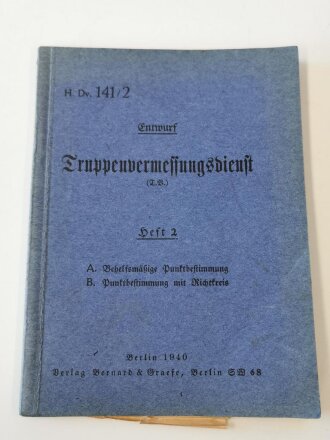 H. Dv. 141/2
Entwurf
Truppenvermessungsdienst
(T.V.)
Heft 2
A. Behelfsmäßige Punktbestimmung
B. Punktbestimmung mit Richtkreis
Berlin 1940
Verlag Bernard & Graefe, Berlin SW 68